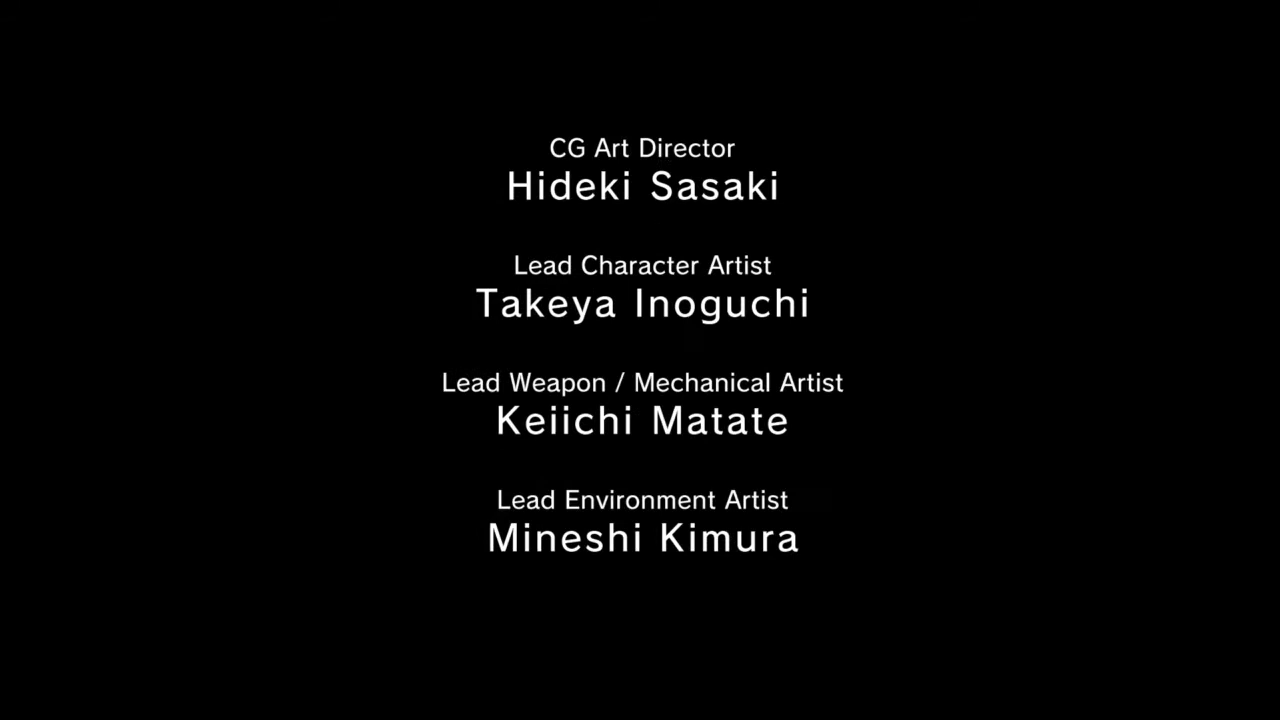 CG Art Director
Hideki Sasaki
Lead Character Artist
Takeya Inoguchi
Lead Weapon / Mechanical Artist
Keiichi Matate
Lead Environment Artist
Mineshi Kimura